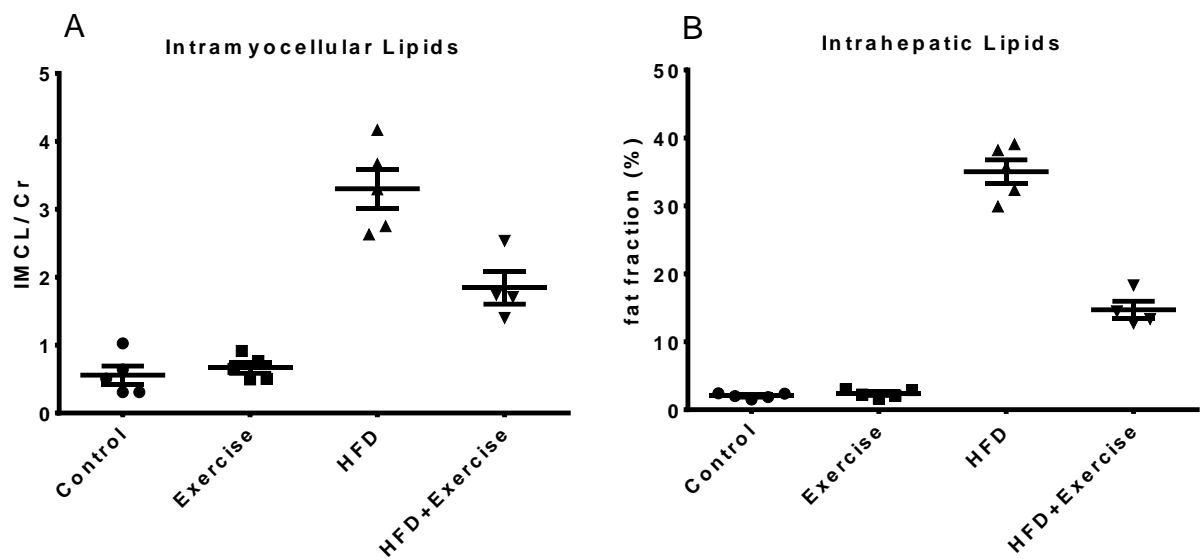 A
Intramyocellular Lipids
IMCL/Cr
5
4
3
2
1
0
Control
Exercise
HFD
HFD+Exercise
B
Intrahepatic Lipids
fat fraction (%)
50
40
30
20
10
0
Control
Exercise
HFD
HFD+Exercise